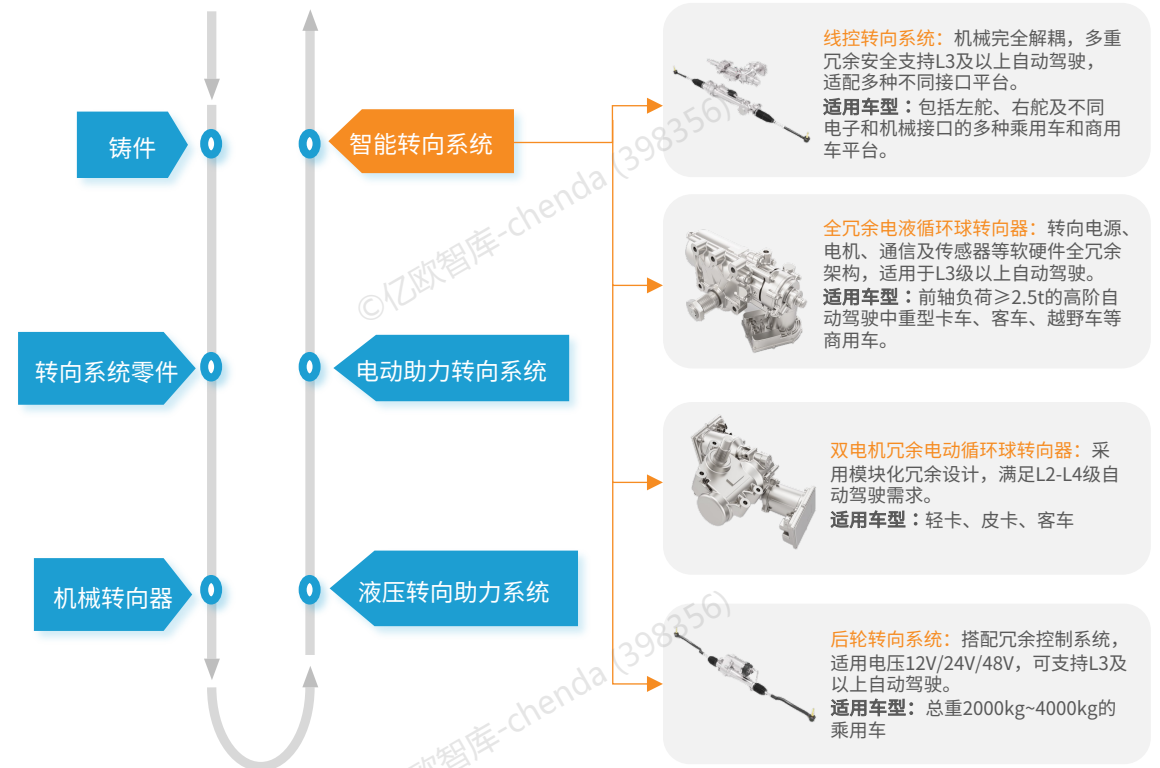 铸件
转向系统零件
机械转向器
液压转向助力系统
电动助力转向系统
智能转向系统
线控转向系统：机械完全解耦，多重
冗余安全支持L3及以上自动驾驶，
适配多种不同接口平台。
适用车型：包括左舵、右舵及不同
电子和机械接口的多种乘用车和商用
车平台。
全冗余电液循环球转向器：转向电源、
电机、通信及传感器等软硬件全冗余
架构，适用于L3级以上自动驾驶。
适用车型：前轴负荷≥2.5t的高阶自
动驾驶中重型卡车、客车、越野车等
商用车。
双电机冗余电动循环球转向器：采
用模块化冗余设计，满足L2-L4级自
动驾驶需求。
适用车型：轻卡、皮卡、客车
后轮转向系统：搭配冗余控制系统，
适用电压12V/24V/48V，可支持L3及
以上自动驾驶。
适用车型：总重2000kg~4000kg的
乘用车
©亿欧智库-chenda (398356)
欧智库-chenda (398356)